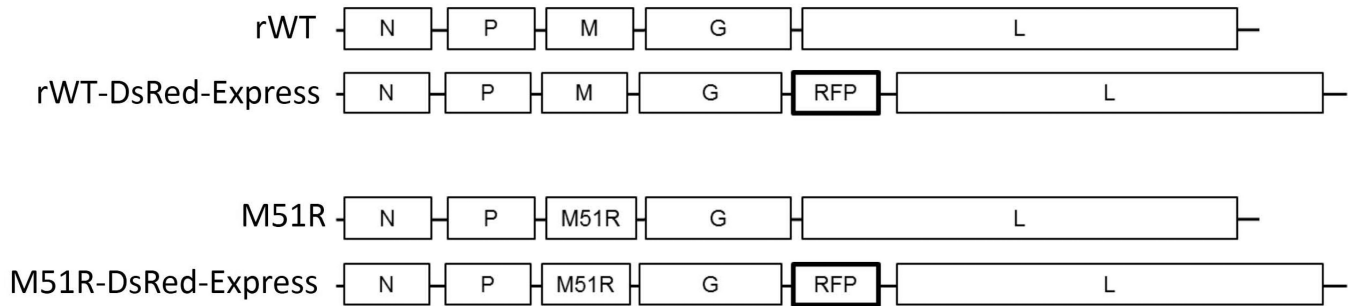 rWT N P M G L
rWT-DsRed-Express N P M G RFP L
M51R N P M51R G L
M51R-DsRed-Express N P M51R G RFP L